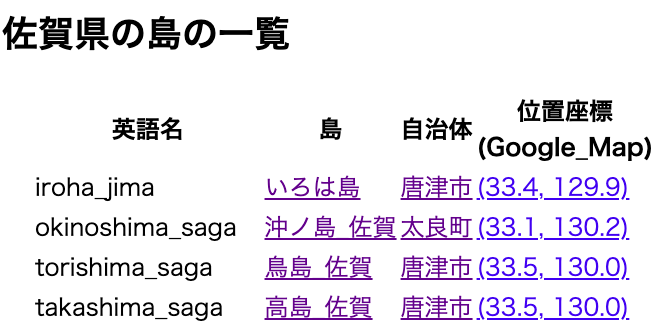 佐賀県の島の一覧
英語名 島 自治体 位置座標
(Google_Map)
iroha_jima いろは島 唐津市 (33.4, 129.9)
okinoshima_saga 沖ノ島_佐賀 太良町 (33.1, 130.2)
torishima_saga 鳥島_佐賀 唐津市 (33.5, 130.0)
takashima_saga 高島_佐賀 唐津市 (33.5, 130.0)